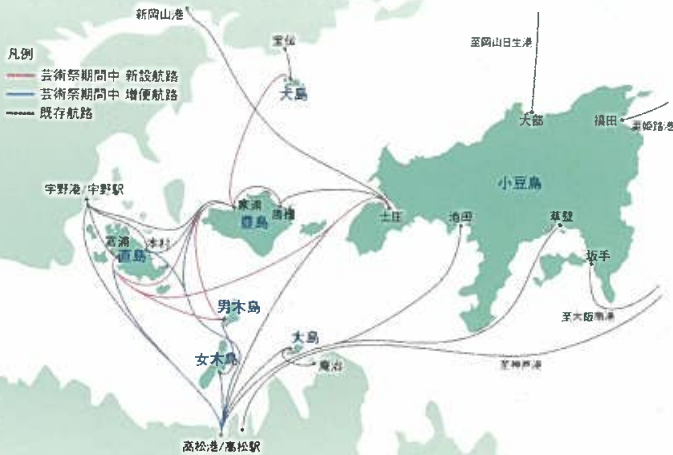 新岡山港
宝伝
至岡山日生港
凡例
芸術祭期間中 新設航路
芸術祭期間中 増便航路
既存航路
犬島
大部
福田
至姫路港
小豆島
宇野港/宇野駅
家浦
唐櫃
豊島
土庄
池田
草壁
宮浦
本村
直島
坂手
男木島
至大阪南港
大島
女木島
庵治
至神戸港
高松港/高松駅